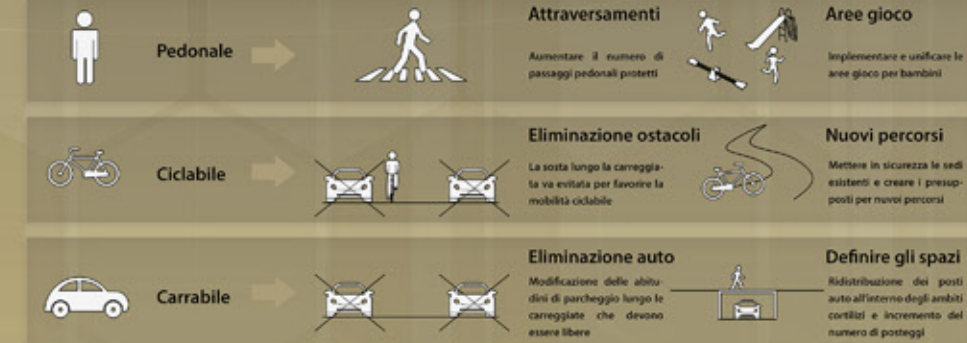 Pedonale
Attraversamenti
Aumentare il numero di
passaggi pedonali protetti
Aree gioco
Implementare e unificare le
aree gioco per bambini
Ciclabile
Eliminazione ostacoli
La sosta lungo la carreggia-
ta va evitata per favorire la
mobilità ciclabile
Nuovi percorsi
Mettere in sicurezza le sedi
esistenti e creare i presup-
posti per nuvoi percorsi
Carrabile
Eliminazione auto
Modificazione delle abitu-
dini di parcheggio lungo le
carreggiate che devono
essere libere
Definire gli spazi
Ridistribuzione dei posti
auto all'interno degli ambiti
cortilizi e incremento del
numero di posteggi